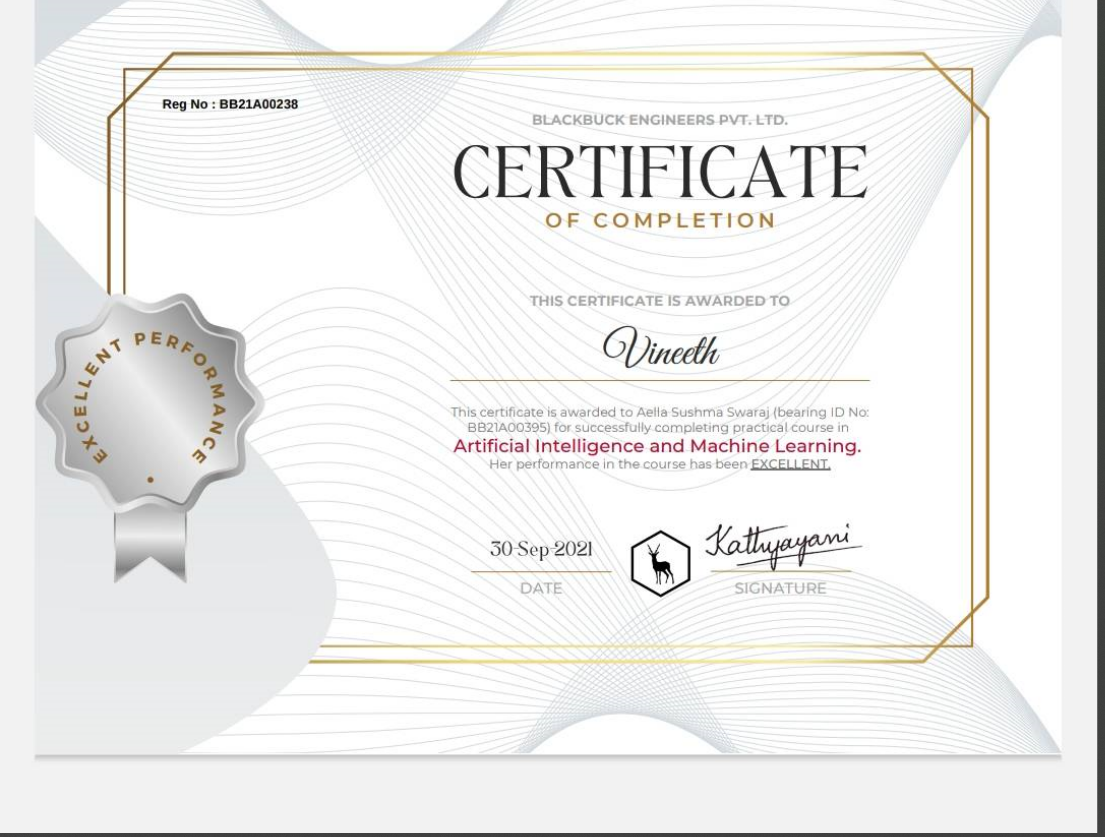 Reg No : BB21A00238
BLACKBUCK ENGINEERS PVT. LTD.
CERTIFICATE
OF COMPLETION
THIS CERTIFICATE IS AWARDED TO
Vineeth
EXCELLENT PERFORMANCE
This certificate is awarded to Aella Sushma Swaraj (bearing ID No:
BB21A00395) for successfully completing practical course in
Artificial Intelligence and Machine Learning.
Her performance in the course has been EXCELLENT.
30-Sep-2021
DATE
Kathyayani
SIGNATURE